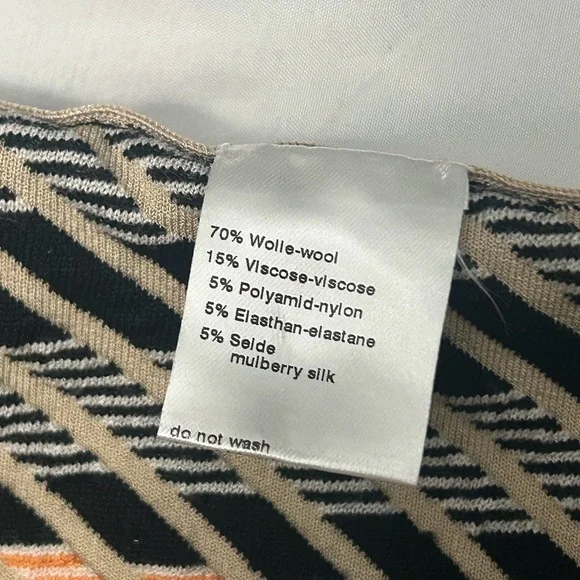 70% Wolle-wool
15% Viscose-viscose
5% Polyamid-nylon
5% Elasthan-elastane
5% Seide
mulberry silk
do not wash